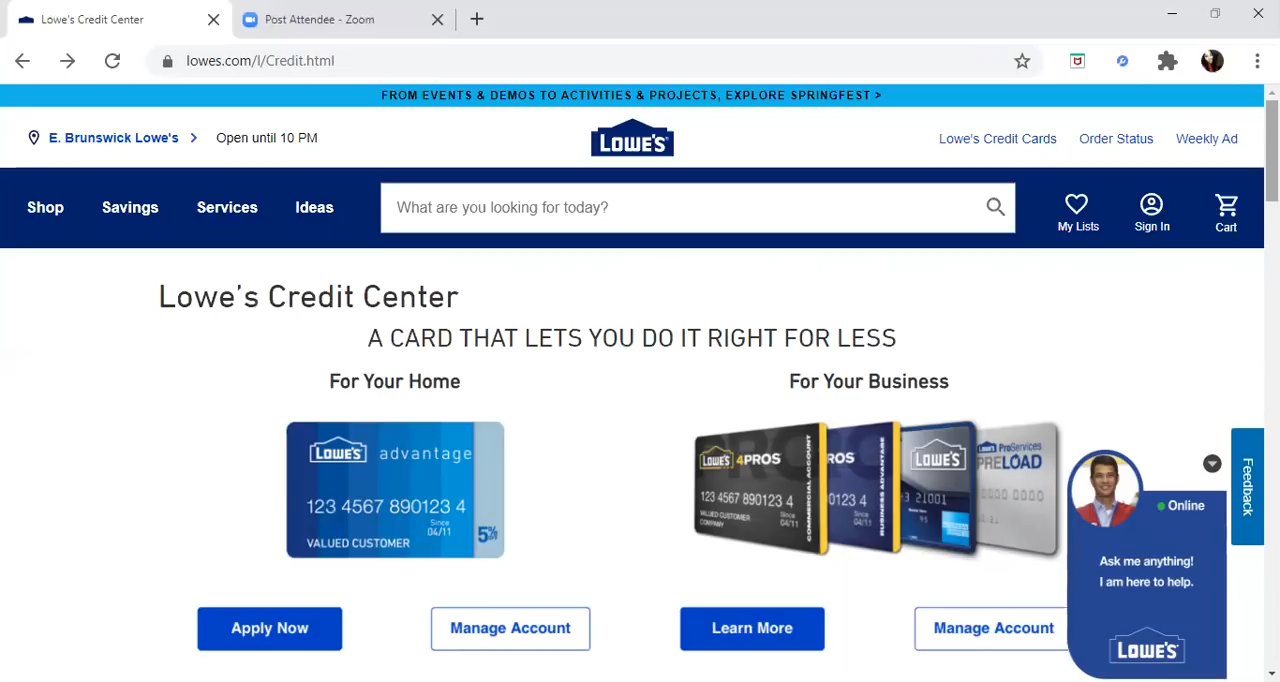 Lowe's Credit Center
Post Attendee - Zoom
lowes.com/l/Credit.html
FROM EVENTS & DEMOS TO ACTIVITIES & PROJECTS, EXPLORE SPRINGFEST >
E. Brunswick Lowe's
Open until 10 PM
LOWE'S
Lowe's Credit Cards
Order Status
Weekly Ad
Shop
Savings
Services
Ideas
What are you looking for today?
My Lists
Sign In
Cart
Lowe's Credit Center
A CARD THAT LETS YOU DO IT RIGHT FOR LESS
For Your Home
For Your Business
LOWE'S advantage
123 4567 890123 4
Since
04/11
VALUED CUSTOMER
5%
LOWE'S 4PROS
123 4567 890123 4
Since
04/11
VALUED CUSTOMER
COMPANY
COMMERCIAL ACCOUNT
ROS
0123 4
Since
04/11
BUSINESS ADVANTAGE
LOWE'S
3 21001
95
LOWE'S ProServices
PRELOAD
Feedback
Online
Ask me anything!
I am here to help.
LOWE'S
Apply Now
Manage Account
Learn More
Manage Account